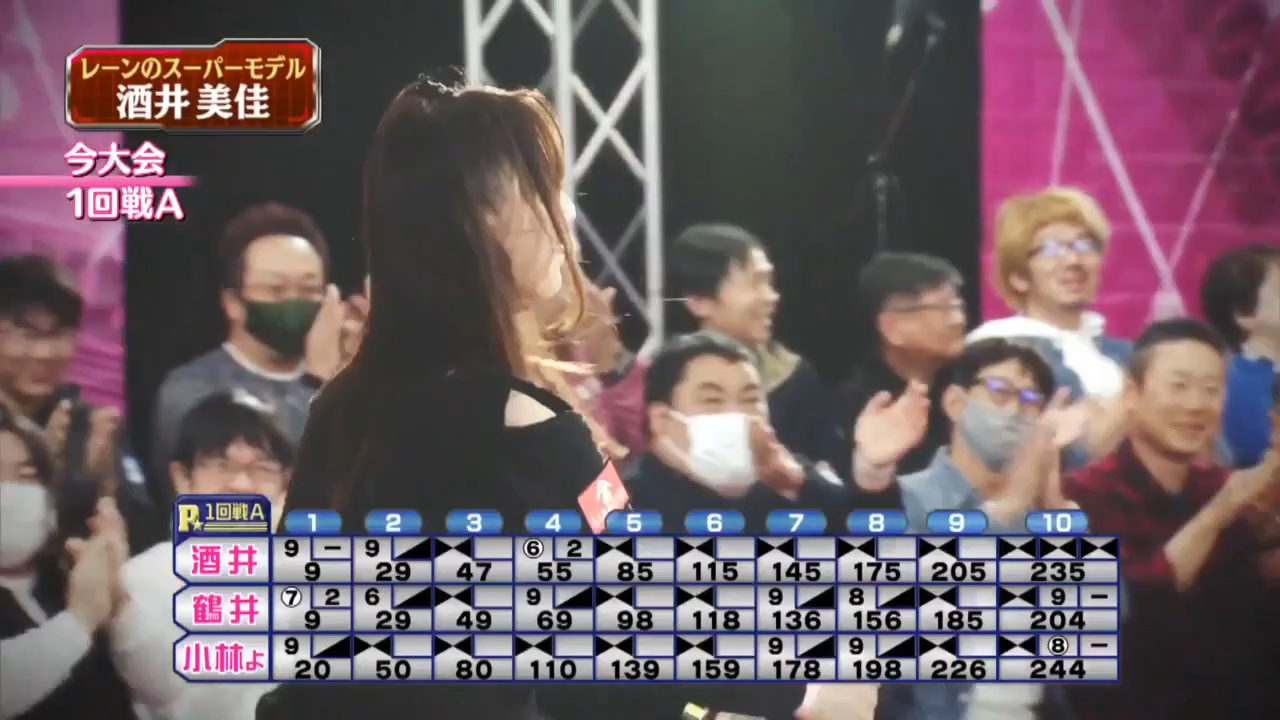 レーンのスーパーモデル
酒井 美佳
今大会
1回戦A
P★ 1回戦A 1 2 3 4 5 6 7 8 9 10
酒井 9 － 9 ⑥ 2
9 29 47 55 85 115 145 175 205 235
鶴井 ⑦ 2 6 9 9 8 9 －
9 29 49 69 98 118 136 156 185 204
小林よ 9 9 9 ⑧ －
20 50 80 110 139 159 178 198 226 244